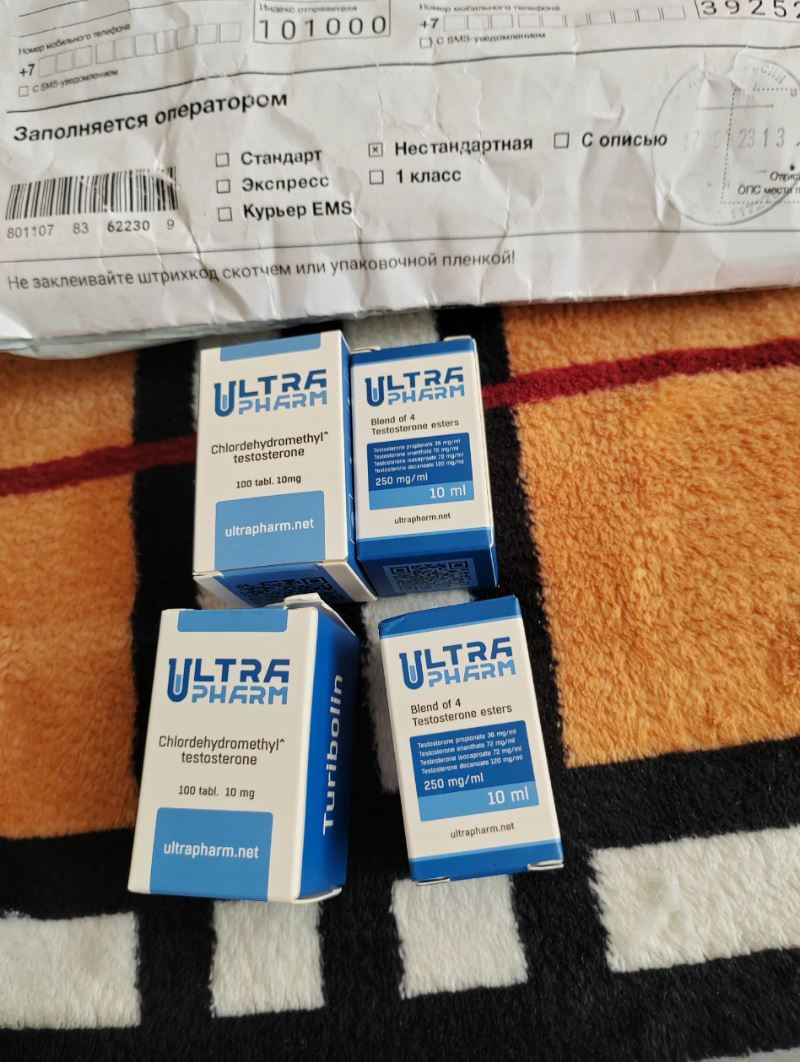 Индекс отправителя
101000
39252
Номер мобильного телефона
+7
С SMS-уведомлением
Номер мобильного телефона
+7
С SMS-уведомлением
Заполняется оператором
Стандарт
Экспресс
Курьер EMS
Нестандартная
1 класс
С описью
801107 83 62230 9
ОПС места
Не заклеивайте штрихкод скотчем или упаковочной пленкой!
ULTRA
PHARM
Chlordehydromethyl^
testosterone
100 tabl. 10mg
ultrapharm.net
ULTRA
PHARM
Blend of 4
Testosterone esters
Testosterone propionate 36 mg/ml
Testosterone enanthate 72 mg/ml
Testosterone isocaproate 72 mg/ml
Testosterone decanoate 120 mg/ml
250 mg/ml
10 ml
ultrapharm.net
ULTRA
PHARM
Chlordehydromethyl^
testosterone
100 tabl. 10 mg
ultrapharm.net
Turibolin
ULTRA
PHARM
Blend of 4
Testosterone esters
Testosterone propionate 36 mg/ml
Testosterone enanthate 72 mg/ml
Testosterone isocaproate 72 mg/ml
Testosterone decanoate 120 mg/ml
250 mg/ml
10 ml
ultrapharm.net